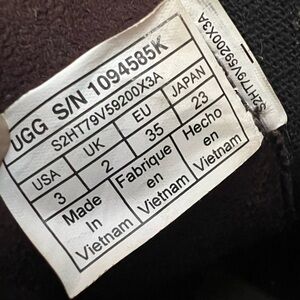 UGG S/N 1094585K
S2HT79V59200X3A
USA UK EU JAPAN
3 2 35 23
Made In Vietnam
Fabrique en Vietnam
Hecho en Vietnam
S2HT79V59200X3A